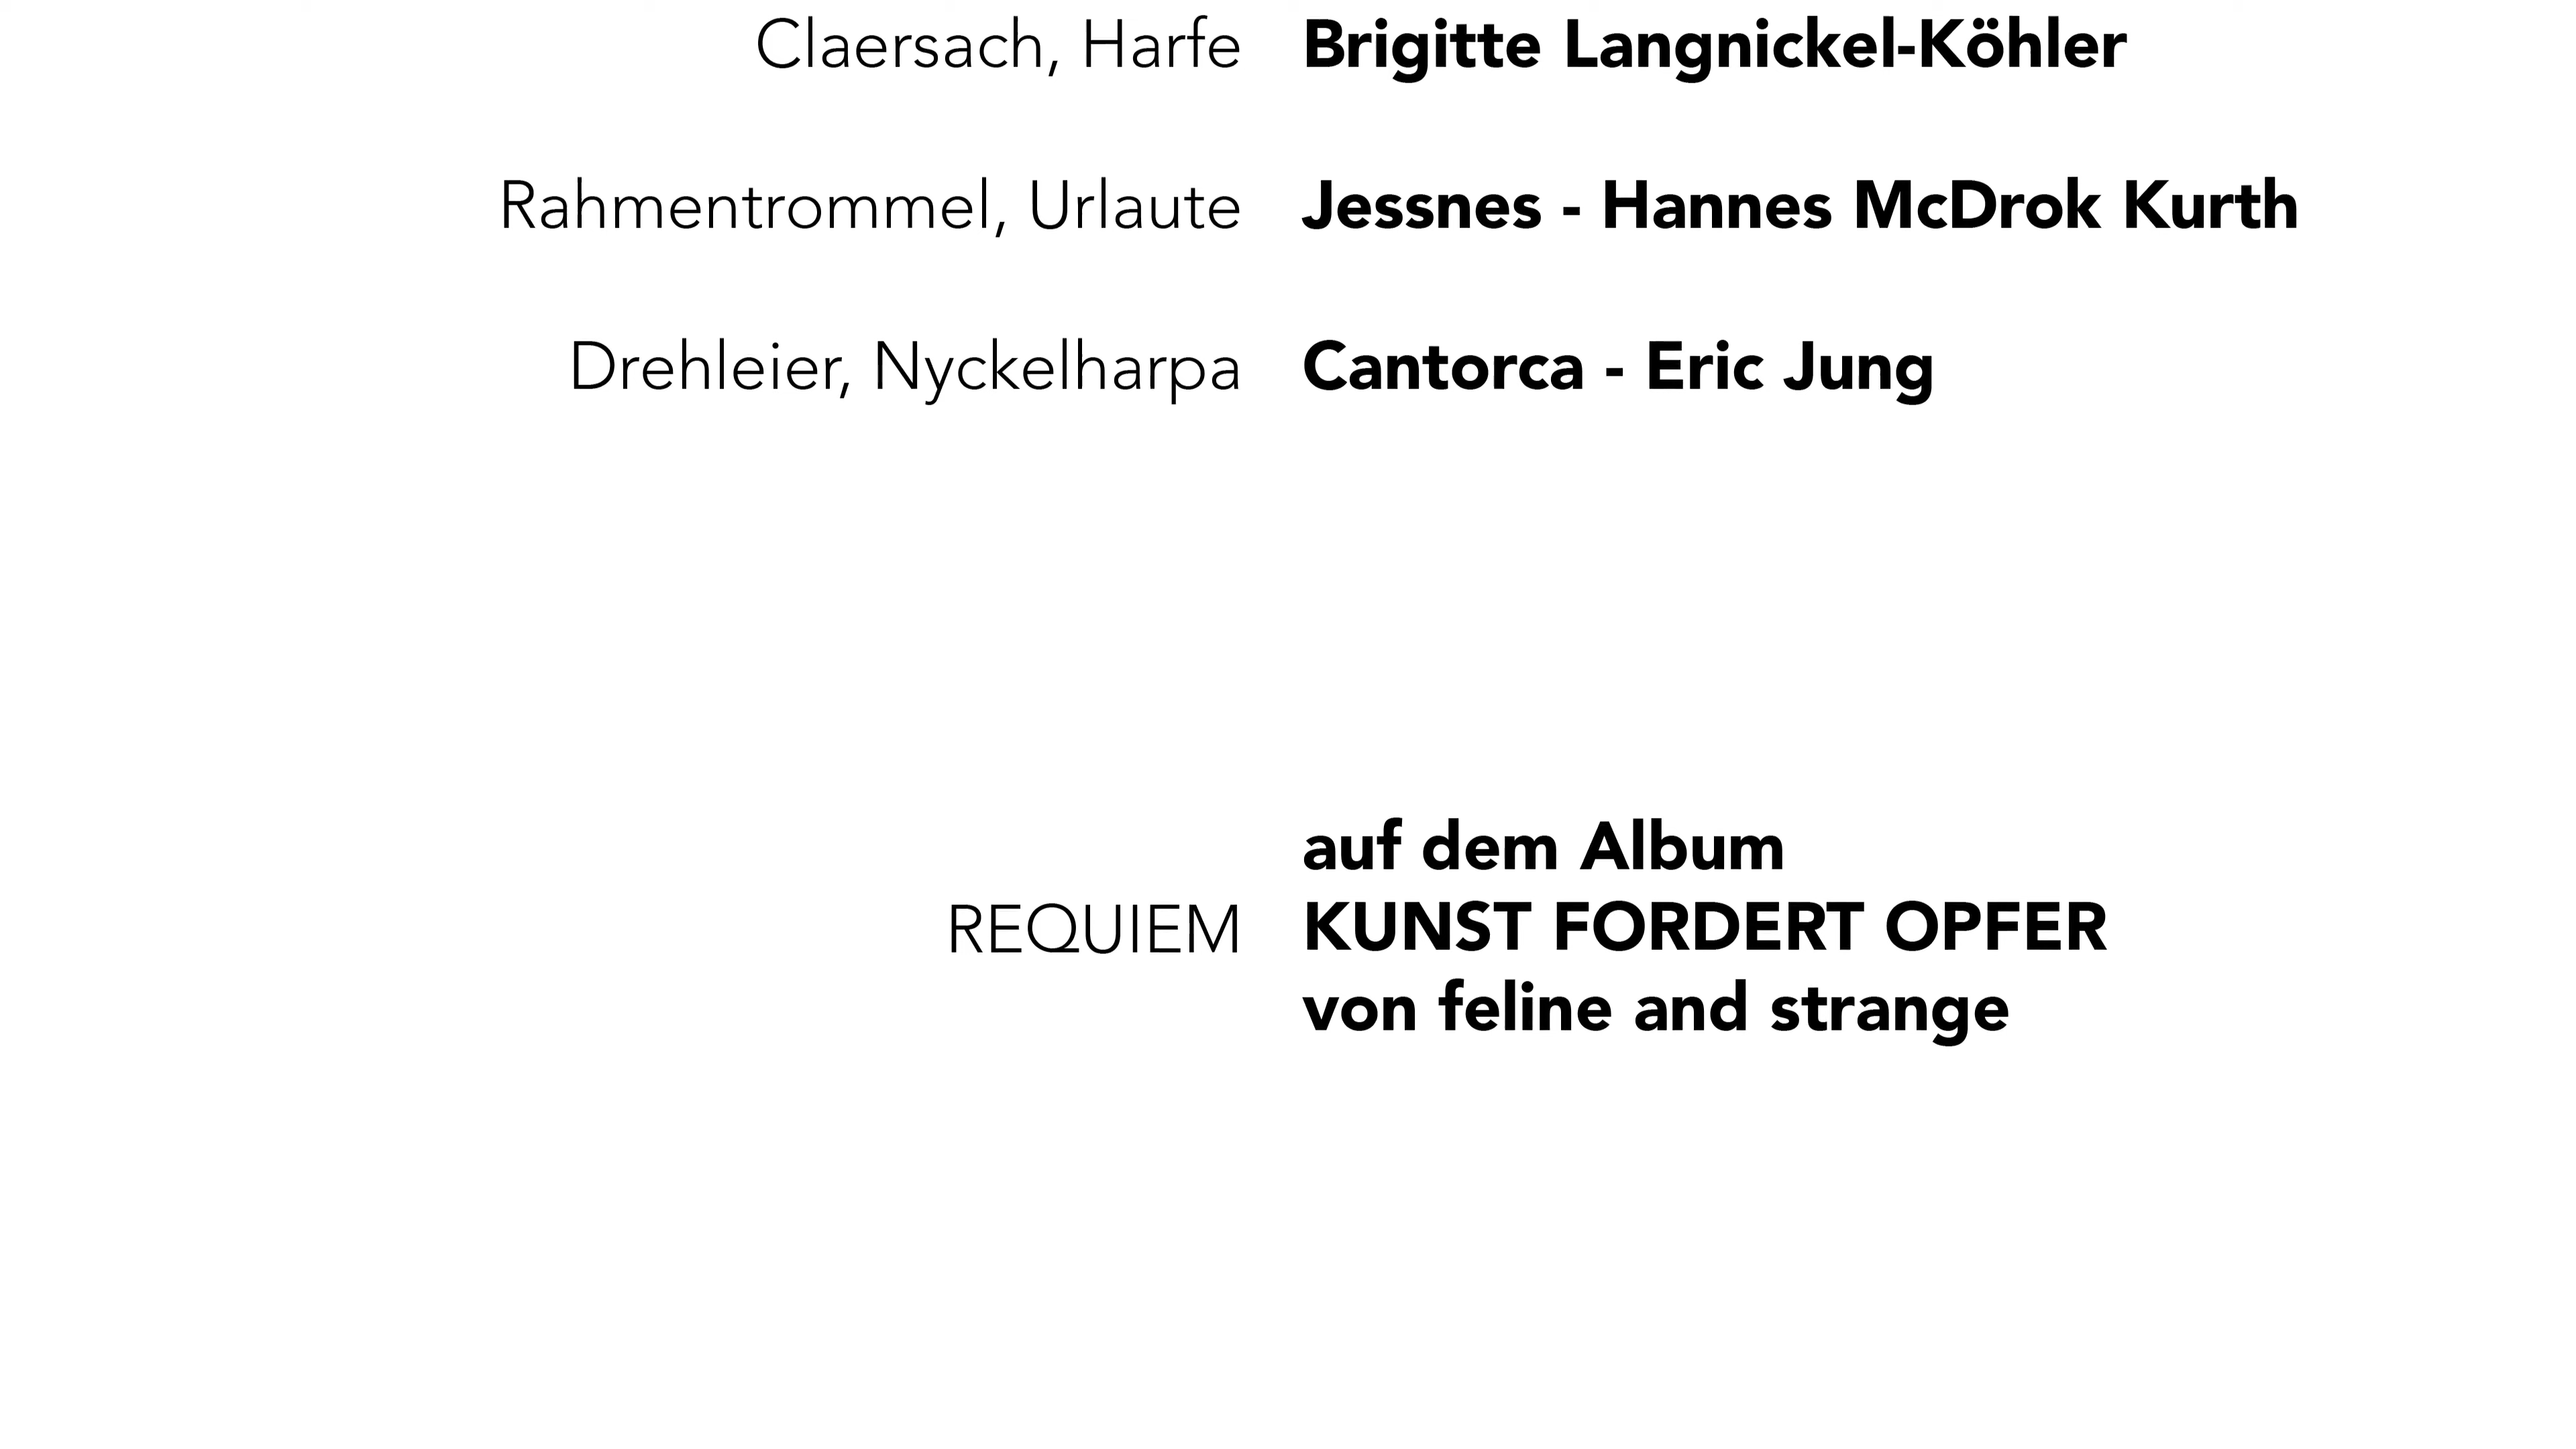 Claersach, Harfe Brigitte Langnickel-Köhler
Rahmentrommel, Urlaute Jessnes - Hannes McDrok Kurth
Drehleier, Nyckelharpa Cantorca - Eric Jung
auf dem Album
REQUIEM KUNST FORDERT OPFER
von feline and strange